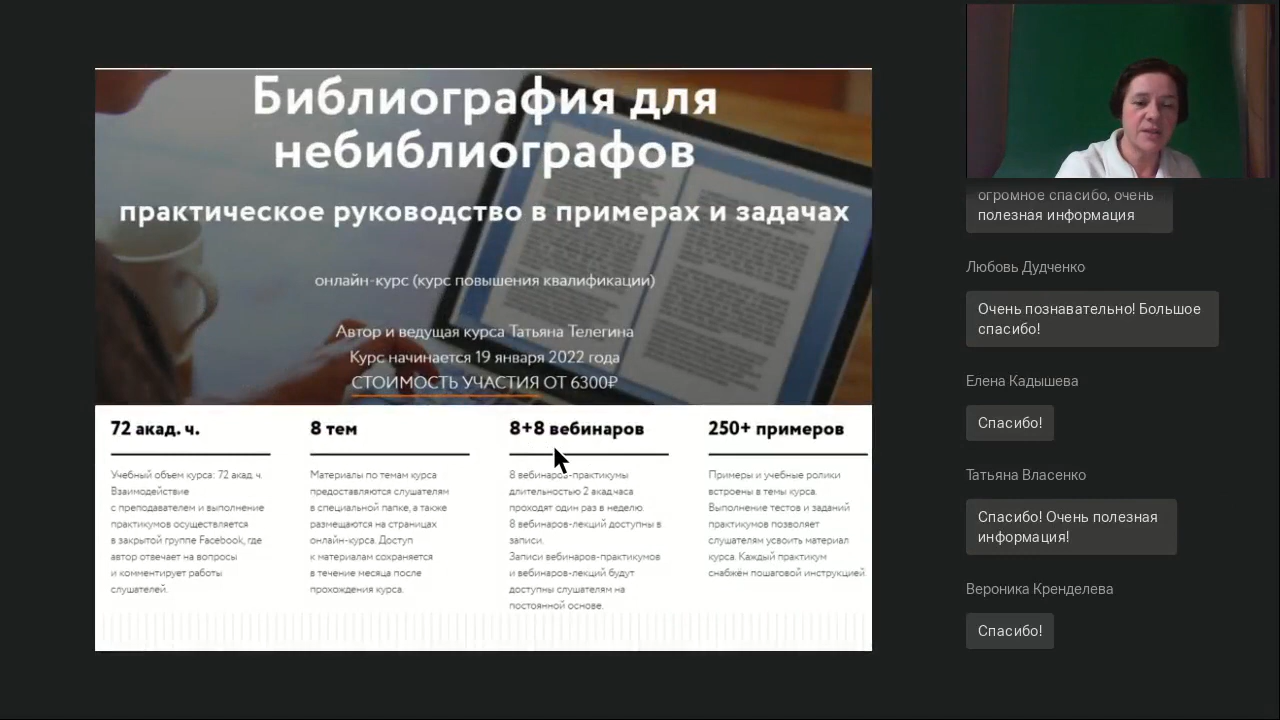 Библиография для
небиблиографов
практическое руководство в примерах и задачах
онлайн-курс (курс повышения квалификации)
Автор и ведущая курса Татьяна Телегина
Курс начинается 19 января 2022 года
СТОИМОСТЬ УЧАСТИЯ ОТ 6300₽
72 акад. ч.
Учебный объем курса: 72 акад. ч.
Взаимодействие
с преподавателем и выполнение
практикумов осуществляется
в закрытой группе Facebook, где
автор отвечает на вопросы
и комментирует работы
слушателей.
8 тем
Материалы по темам курса
предоставляются слушателям
в специальной папке, а также
размещаются на страницах
онлайн-курса. Доступ
к материалам сохраняется
в течение месяца после
прохождения курса.
8+8 вебинаров
8 вебинаров-практикумы
длительностью 2 акад.часа
проходят один раз в неделю.
8 вебинаров-лекций доступны в
записи.
Записи вебинаров-практикумов
и вебинаров-лекций будут
доступны слушателям на
постоянной основе.
250+ примеров
Примеры и учебные ролики
встроены в темы курса.
Выполнение тестов и заданий
практикумов позволяет
слушателям усвоить материал
курса. Каждый практикум
снабжён пошаговой инструкцией.
огромное спасибо, очень
полезная информация
Любовь Дудченко
Очень познавательно! Большое
спасибо!
Елена Кадышева
Спасибо!
Татьяна Власенко
Спасибо! Очень полезная
информация!
Вероника Кренделева
Спасибо!